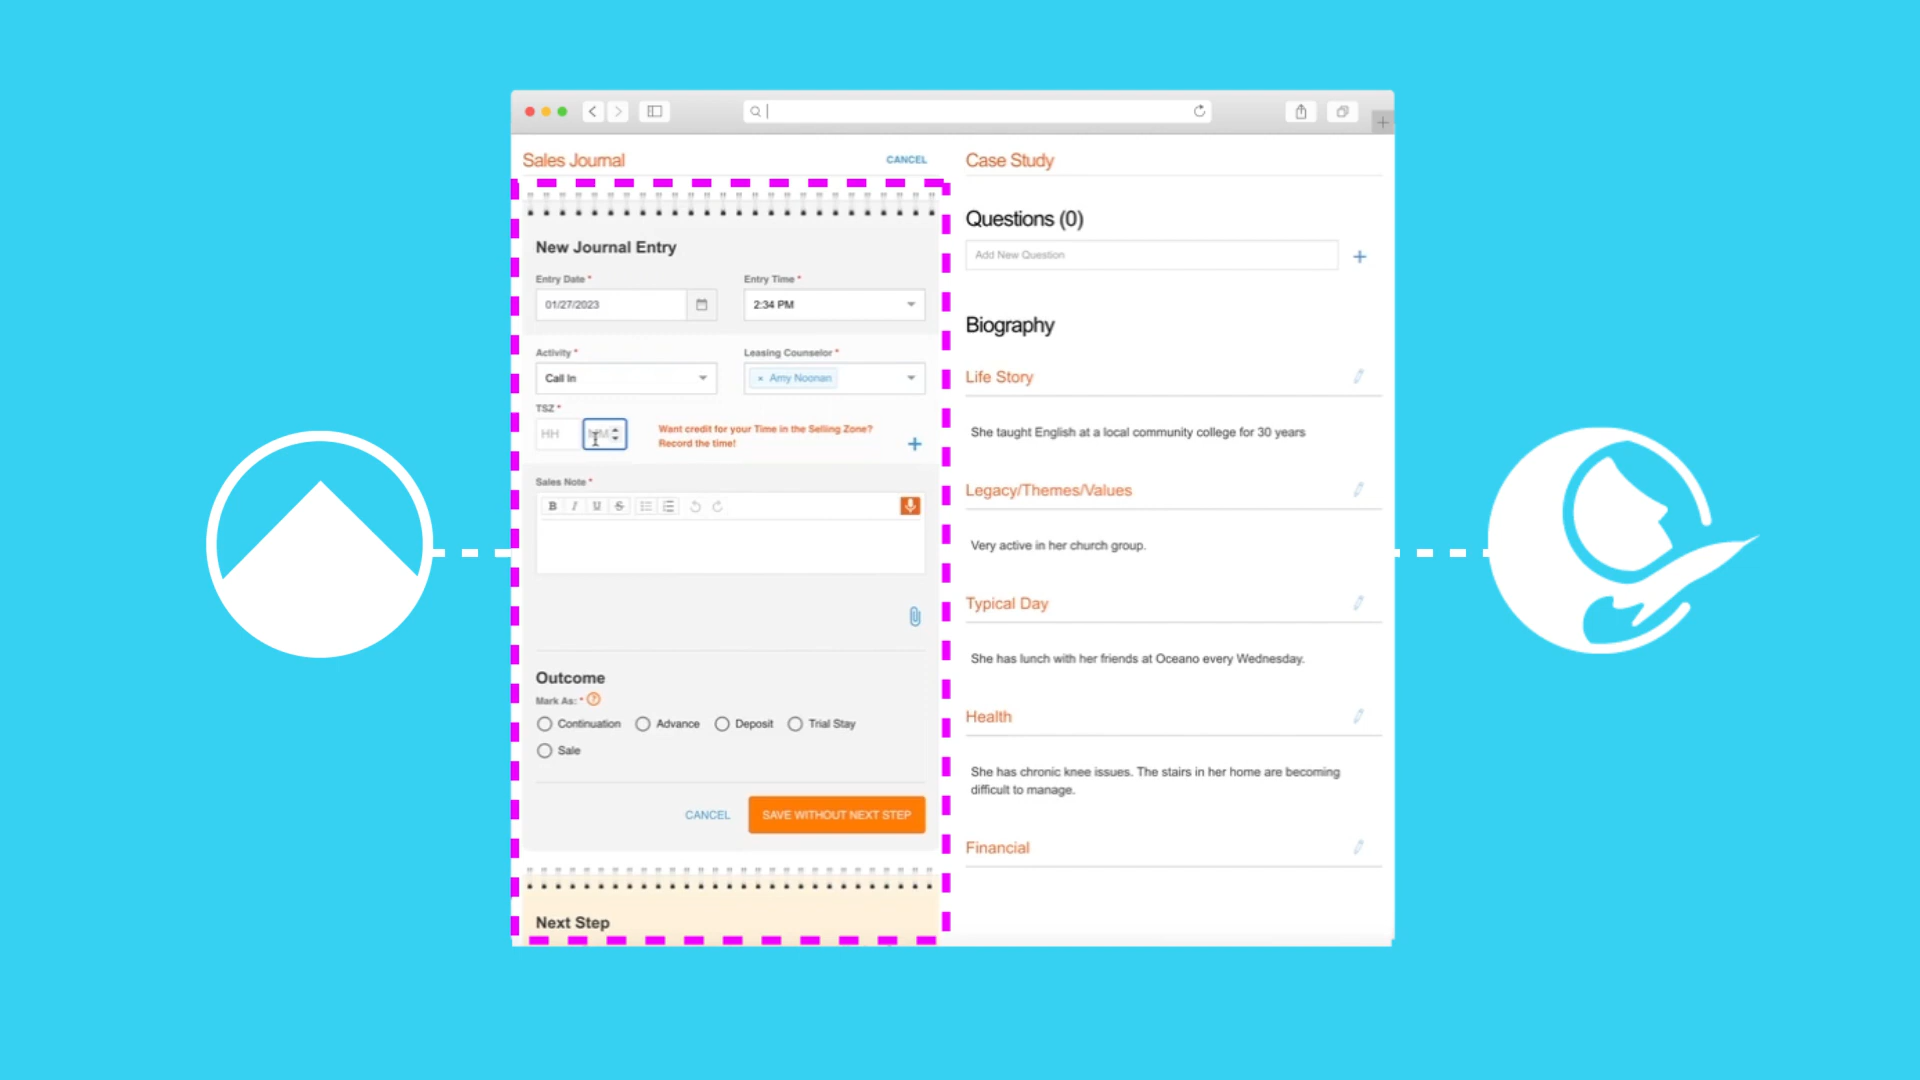 Sales Journal
CANCEL
New Journal Entry
Entry Date *
Entry Time *
01/27/2023
2:34 PM
Activity *
Leasing Counselor *
Call In
× Amy Noonan
TSZ *
HH
Want credit for your Time in the Selling Zone?
Record the time!
Sales Note *
B I U S
Outcome
Mark As: * ?
Continuation
Advance
Deposit
Trial Stay
Sale
CANCEL
SAVE WITHOUT NEXT STEP
Next Step
Case Study
Questions (0)
Add New Question
Biography
Life Story
She taught English at a local community college for 30 years
Legacy/Themes/Values
Very active in her church group.
Typical Day
She has lunch with her friends at Oceano every Wednesday.
Health
She has chronic knee issues. The stairs in her home are becoming
difficult to manage.
Financial